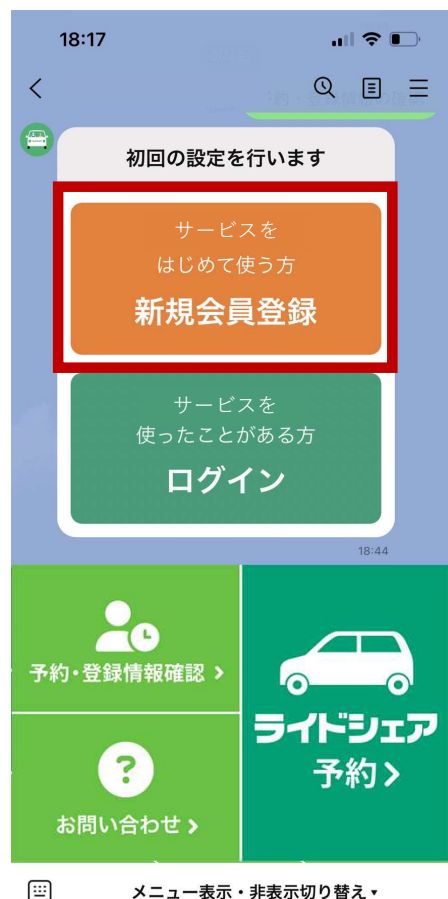 18:17
初回の設定を行います
サービスを
はじめて使う方
新規会員登録
サービスを
使ったことがある方
ログイン
18:44
予約・登録情報確認 >
ライドシェア
予約 >
?
お問い合わせ >
メニュー表示・非表示切り替え ▾